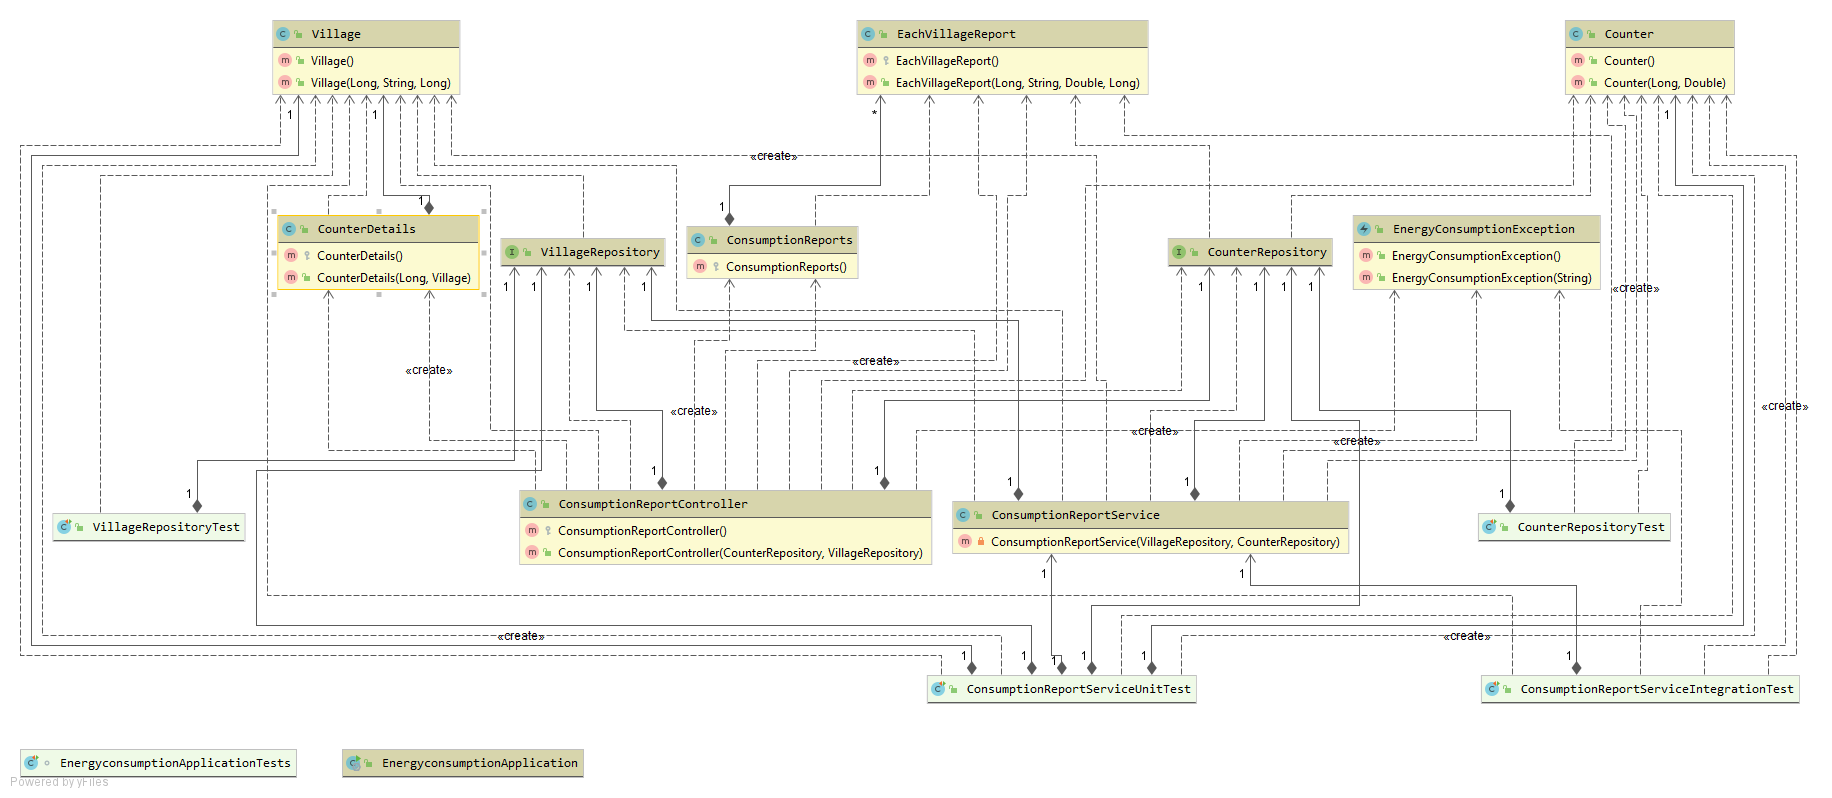 Village
Village()
Village(Long, String, Long)
EachVillageReport
EachVillageReport()
EachVillageReport(Long, String, Double, Long)
Counter
Counter()
Counter(Long, Double)
1
1
*
1
«create»
1
1
CounterDetails
CounterDetails()
CounterDetails(Long, Village)
VillageRepository
ConsumptionReports
ConsumptionReports()
CounterRepository
EnergyConsumptionException
EnergyConsumptionException()
EnergyConsumptionException(String)
1
1
1
1
1
1
1
1
«create»
«create»
«create»
«create»
«create»
«create»
«create»
1
1
1
1
1
1
VillageRepositoryTest
ConsumptionReportController
ConsumptionReportController()
ConsumptionReportController(CounterRepository, VillageRepository)
ConsumptionReportService
ConsumptionReportService(VillageRepository, CounterRepository)
CounterRepositoryTest
1
1
«create»
«create»
1
1
1
1
1
1
ConsumptionReportServiceUnitTest
ConsumptionReportServiceIntegrationTest
EnergyconsumptionApplicationTests
EnergyconsumptionApplication
Powered by yFiles